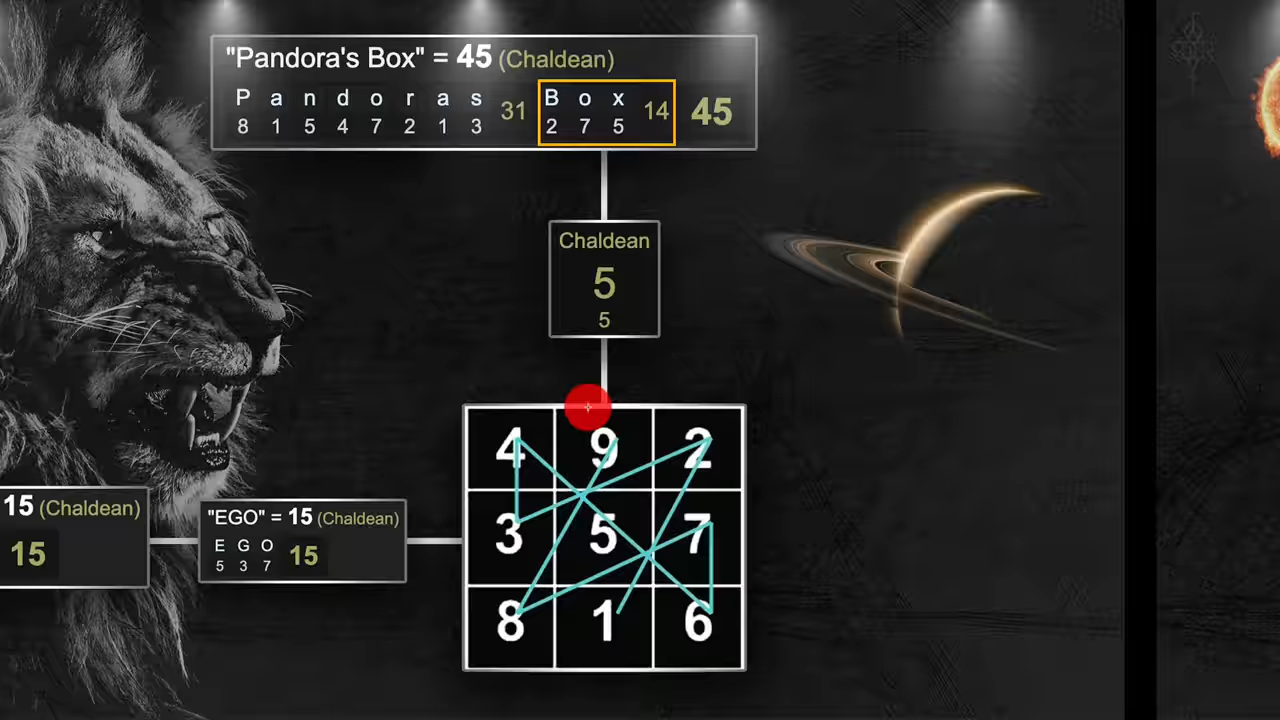 "Pandora's Box" = 45 (Chaldean)
P a n d o r a s 31 B o x 14 45
8 1 5 4 7 2 1 3 2 7 5
Chaldean
5
5
4 9 2
3 5 7
8 1 6
15 (Chaldean)
15
"EGO" = 15 (Chaldean)
E G O 15
5 3 7